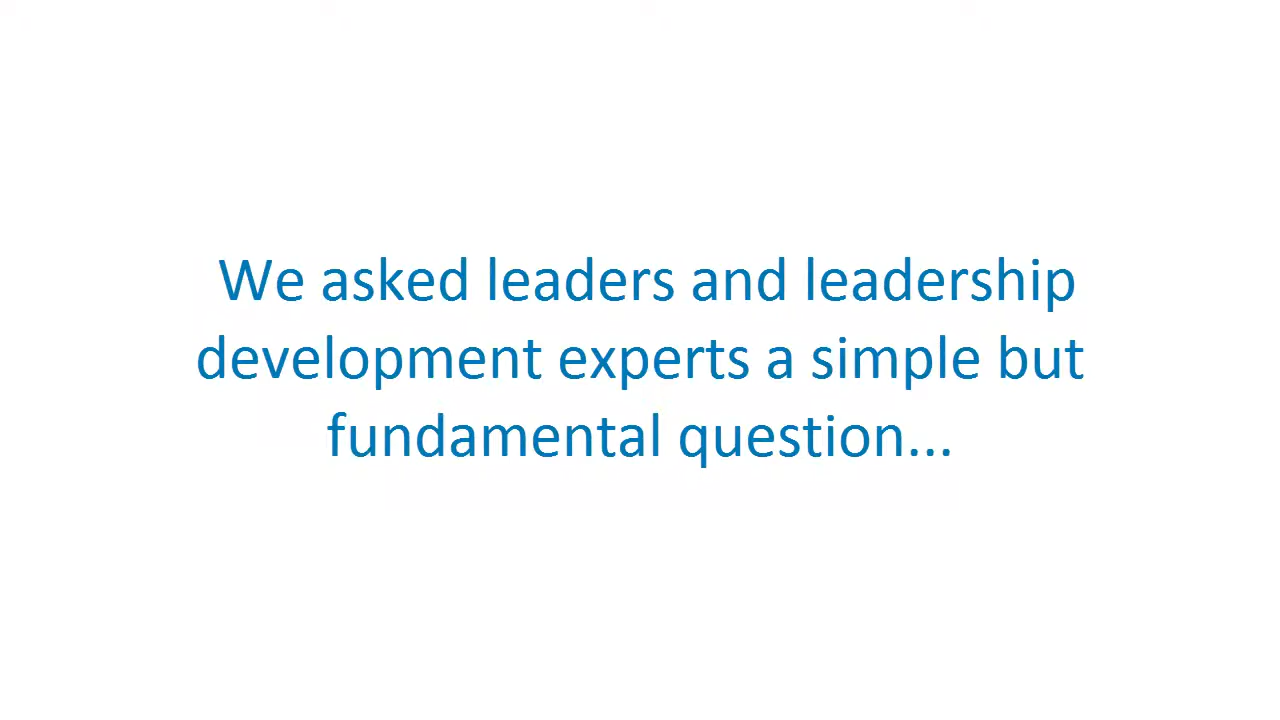 We asked leaders and leadership
development experts a simple but
fundamental question...